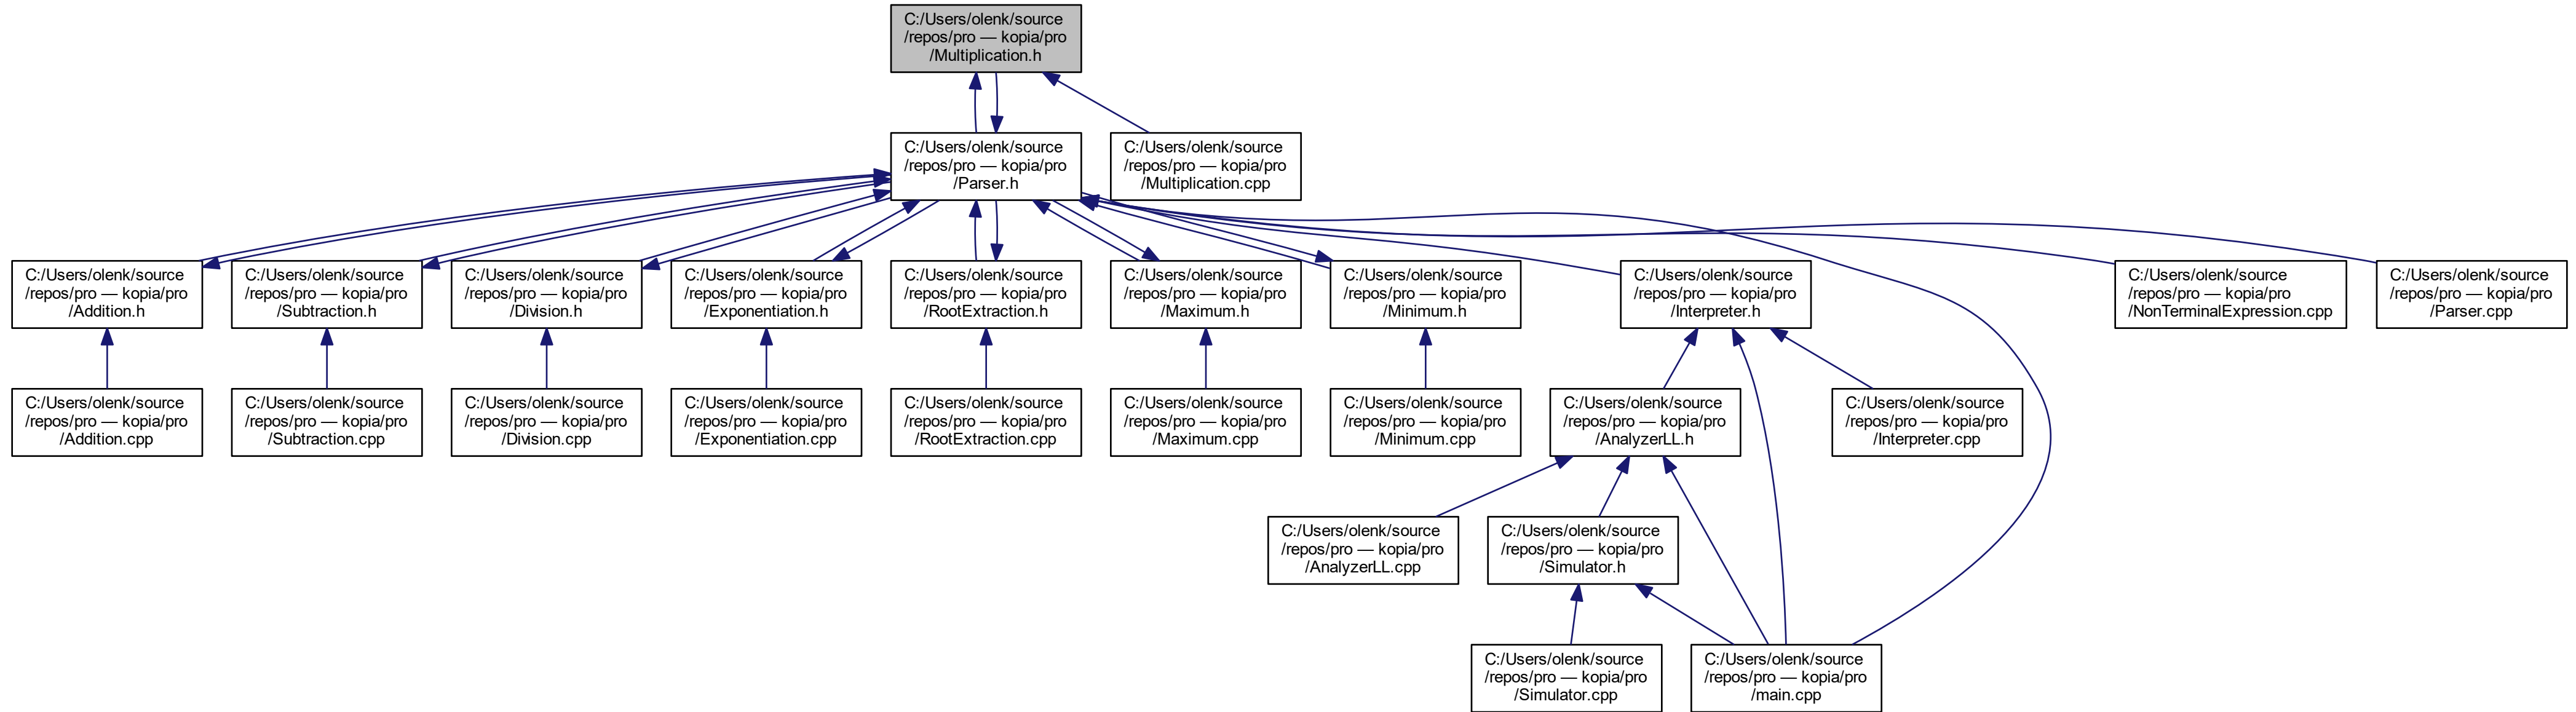 C:/Users/olenk/source
/repos/pro — kopia/pro
/Multiplication.h
C:/Users/olenk/source
/repos/pro — kopia/pro
/Parser.h
C:/Users/olenk/source
/repos/pro — kopia/pro
/Multiplication.cpp
C:/Users/olenk/source
/repos/pro — kopia/pro
/Addition.h
C:/Users/olenk/source
/repos/pro — kopia/pro
/Subtraction.h
C:/Users/olenk/source
/repos/pro — kopia/pro
/Division.h
C:/Users/olenk/source
/repos/pro — kopia/pro
/Exponentiation.h
C:/Users/olenk/source
/repos/pro — kopia/pro
/RootExtraction.h
C:/Users/olenk/source
/repos/pro — kopia/pro
/Maximum.h
C:/Users/olenk/source
/repos/pro — kopia/pro
/Minimum.h
C:/Users/olenk/source
/repos/pro — kopia/pro
/Interpreter.h
C:/Users/olenk/source
/repos/pro — kopia/pro
/NonTerminalExpression.cpp
C:/Users/olenk/source
/repos/pro — kopia/pro
/Parser.cpp
C:/Users/olenk/source
/repos/pro — kopia/pro
/Addition.cpp
C:/Users/olenk/source
/repos/pro — kopia/pro
/Subtraction.cpp
C:/Users/olenk/source
/repos/pro — kopia/pro
/Division.cpp
C:/Users/olenk/source
/repos/pro — kopia/pro
/Exponentiation.cpp
C:/Users/olenk/source
/repos/pro — kopia/pro
/RootExtraction.cpp
C:/Users/olenk/source
/repos/pro — kopia/pro
/Maximum.cpp
C:/Users/olenk/source
/repos/pro — kopia/pro
/Minimum.cpp
C:/Users/olenk/source
/repos/pro — kopia/pro
/AnalyzerLL.h
C:/Users/olenk/source
/repos/pro — kopia/pro
/Interpreter.cpp
C:/Users/olenk/source
/repos/pro — kopia/pro
/AnalyzerLL.cpp
C:/Users/olenk/source
/repos/pro — kopia/pro
/Simulator.h
C:/Users/olenk/source
/repos/pro — kopia/pro
/Simulator.cpp
C:/Users/olenk/source
/repos/pro — kopia/pro
/main.cpp